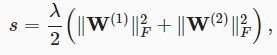 s = \frac{\lambda}{2} \left( \|\mathbf{W}^{(1)}\|_F^2 + \|\mathbf{W}^{(2)}\|_F^2 \right),